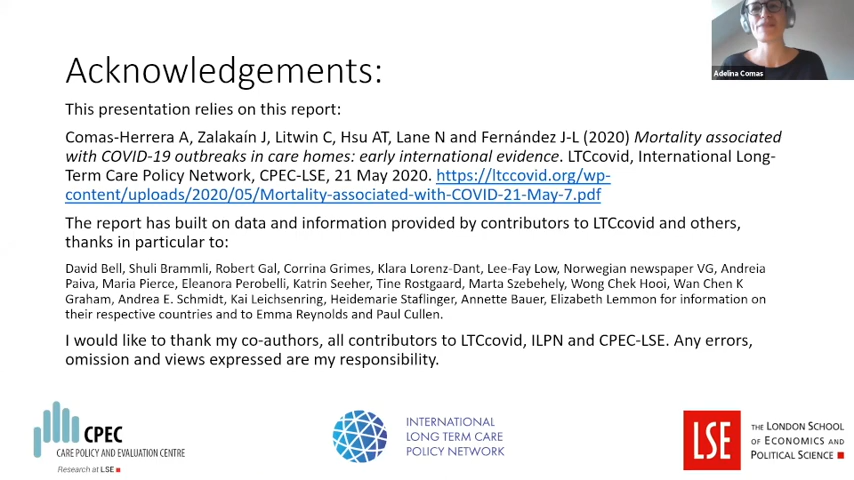 Adelina Comas
Acknowledgements:
This presentation relies on this report:
Comas-Herrera A, Zalakaín J, Litwin C, Hsu AT, Lane N and Fernández J-L (2020) Mortality associated
with COVID-19 outbreaks in care homes: early international evidence. LTCcovid, International Long-
Term Care Policy Network, CPEC-LSE, 21 May 2020. https://ltccovid.org/wp-
content/uploads/2020/05/Mortality-associated-with-COVID-21-May-7.pdf
The report has built on data and information provided by contributors to LTCcovid and others,
thanks in particular to:
David Bell, Shuli Brammli, Robert Gal, Corrina Grimes, Klara Lorenz-Dant, Lee-Fay Low, Norwegian newspaper VG, Andreia
Paiva, Maria Pierce, Eleanora Perobelli, Katrin Seeher, Tine Rostgaard, Marta Szebehely, Wong Chek Hooi, Wan Chen K
Graham, Andrea E. Schmidt, Kai Leichsenring, Heidemarie Staflinger, Annette Bauer, Elizabeth Lemmon for information on
their respective countries and to Emma Reynolds and Paul Cullen.
I would like to thank my co-authors, all contributors to LTCcovid, ILPN and CPEC-LSE. Any errors,
omission and views expressed are my responsibility.
CPEC
CARE POLICY AND EVALUATION CENTRE
Research at LSE
INTERNATIONAL
LONG TERM CARE
POLICY NETWORK
LSE
THE LONDON SCHOOL
OF ECONOMICS AND
POLITICAL SCIENCE